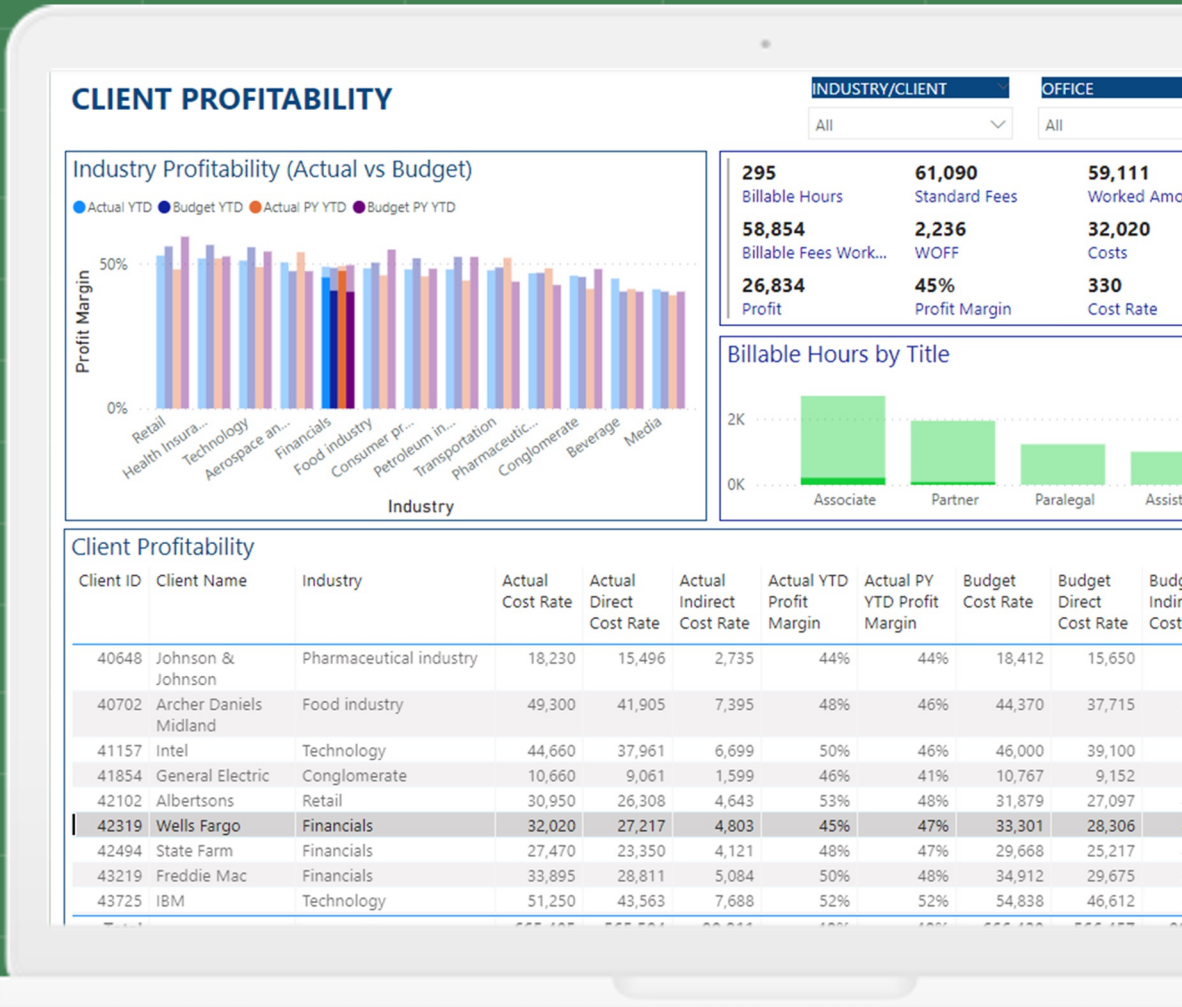 CLIENT PROFITABILITY
INDUSTRY/CLIENT
OFFICE
All
All
Industry Profitability (Actual vs Budget)
Actual YTD Budget YTD Actual PY YTD Budget PY YTD
50%
0%
Profit Margin
Retail
Health Insura...
Technology
Aerospace an...
Financials
Food industry
Consumer pr...
Petroleum in...
Transportation
Pharmaceutic...
Conglomerate
Beverage
Media
Industry
295 61,090 59,111
Billable Hours Standard Fees Worked Amo
58,854 2,236 32,020
Billable Fees Work... WOFF Costs
26,834 45% 330
Profit Profit Margin Cost Rate
Billable Hours by Title
2K
0K
Associate Partner Paralegal Assist
Client Profitability
Client ID Client Name Industry Actual Actual Actual Actual YTD Actual PY Budget Budget Budg
Cost Rate Direct Indirect Profit YTD Profit Cost Rate Direct Indir
Cost Rate Cost Rate Margin Margin Cost Rate Cost
40648 Johnson & Pharmaceutical industry 18,230 15,496 2,735 44% 44% 18,412 15,650
Johnson
40702 Archer Daniels Food industry 49,300 41,905 7,395 48% 46% 44,370 37,715
Midland
41157 Intel Technology 44,660 37,961 6,699 50% 46% 46,000 39,100
41854 General Electric Conglomerate 10,660 9,061 1,599 46% 41% 10,767 9,152
42102 Albertsons Retail 30,950 26,308 4,643 53% 48% 31,879 27,097
42319 Wells Fargo Financials 32,020 27,217 4,803 45% 47% 33,301 28,306
42494 State Farm Financials 27,470 23,350 4,121 48% 47% 29,668 25,217
43219 Freddie Mac Financials 33,895 28,811 5,084 50% 48% 34,912 29,675
43725 IBM Technology 51,250 43,563 7,688 52% 52% 54,838 46,612